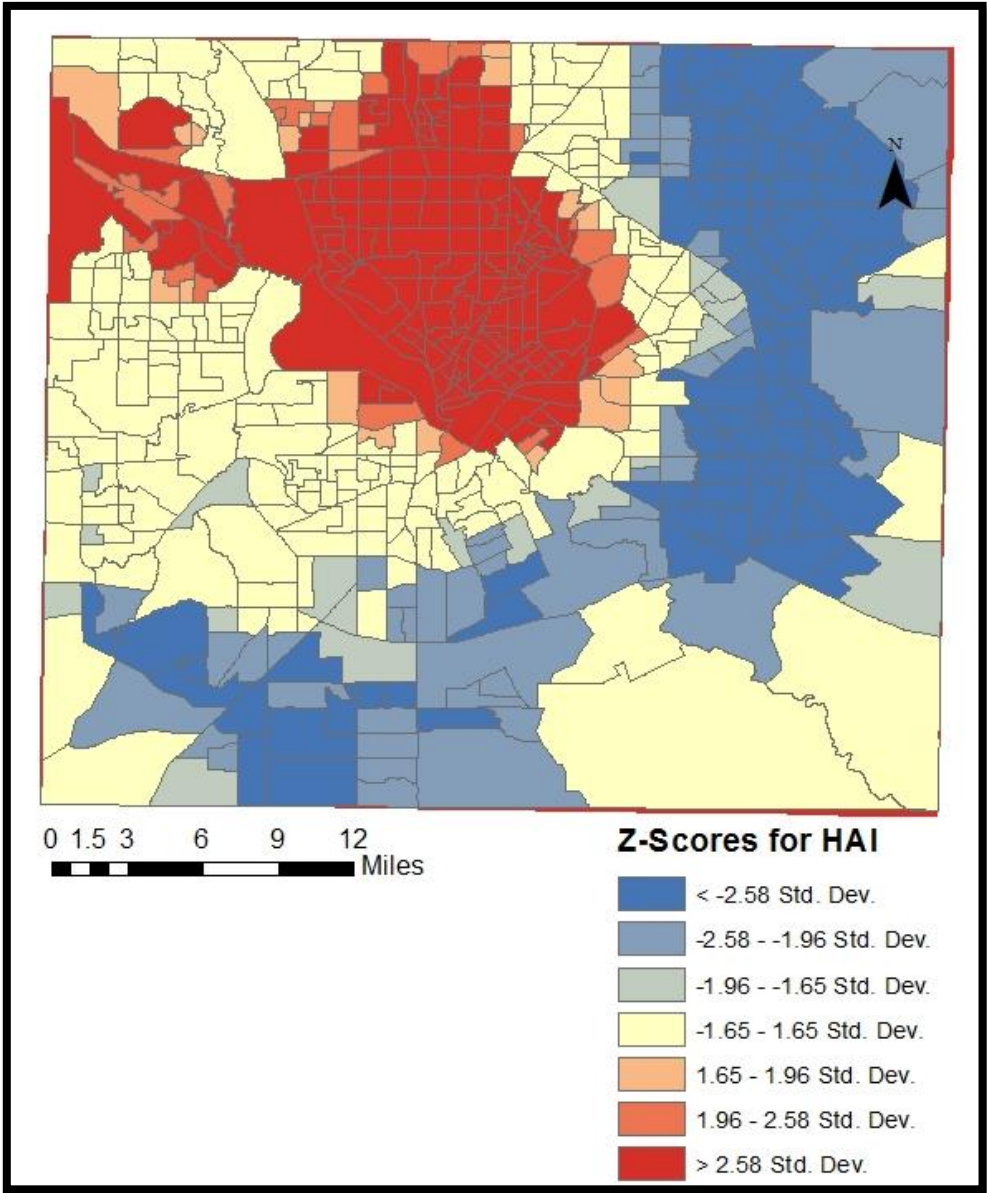 N
0 1.5 3 6 9 12
Miles
Z-Scores for HAI
< -2.58 Std. Dev.
-2.58 - -1.96 Std. Dev.
-1.96 - -1.65 Std. Dev.
-1.65 - 1.65 Std. Dev.
1.65 - 1.96 Std. Dev.
1.96 - 2.58 Std. Dev.
> 2.58 Std. Dev.